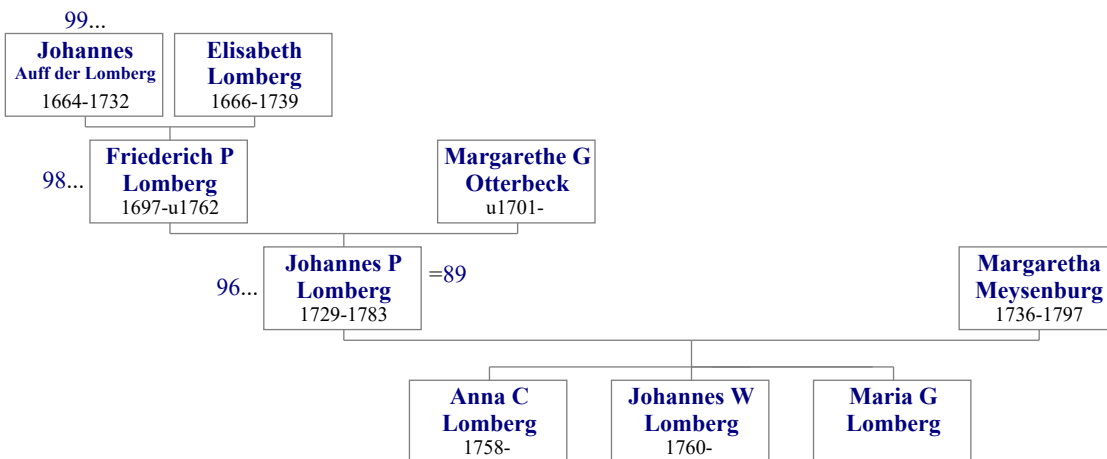 99...
Johannes
Auff der Lomberg
1664-1732
Elisabeth
Lomberg
1666-1739
98...
Friederich P
Lomberg
1697-u1762
Margarethe G
Otterbeck
u1701-
96...
Johannes P
Lomberg
1729-1783
=89
Margaretha
Meysenburg
1736-1797
Anna C
Lomberg
1758-
Johannes W
Lomberg
1760-
Maria G
Lomberg